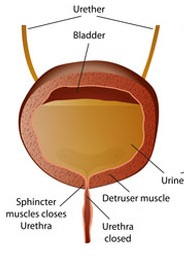 Urether
Bladder
Urine
Detruser muscle
Sphincter
muscles closes
Urethra
Urethra
closed